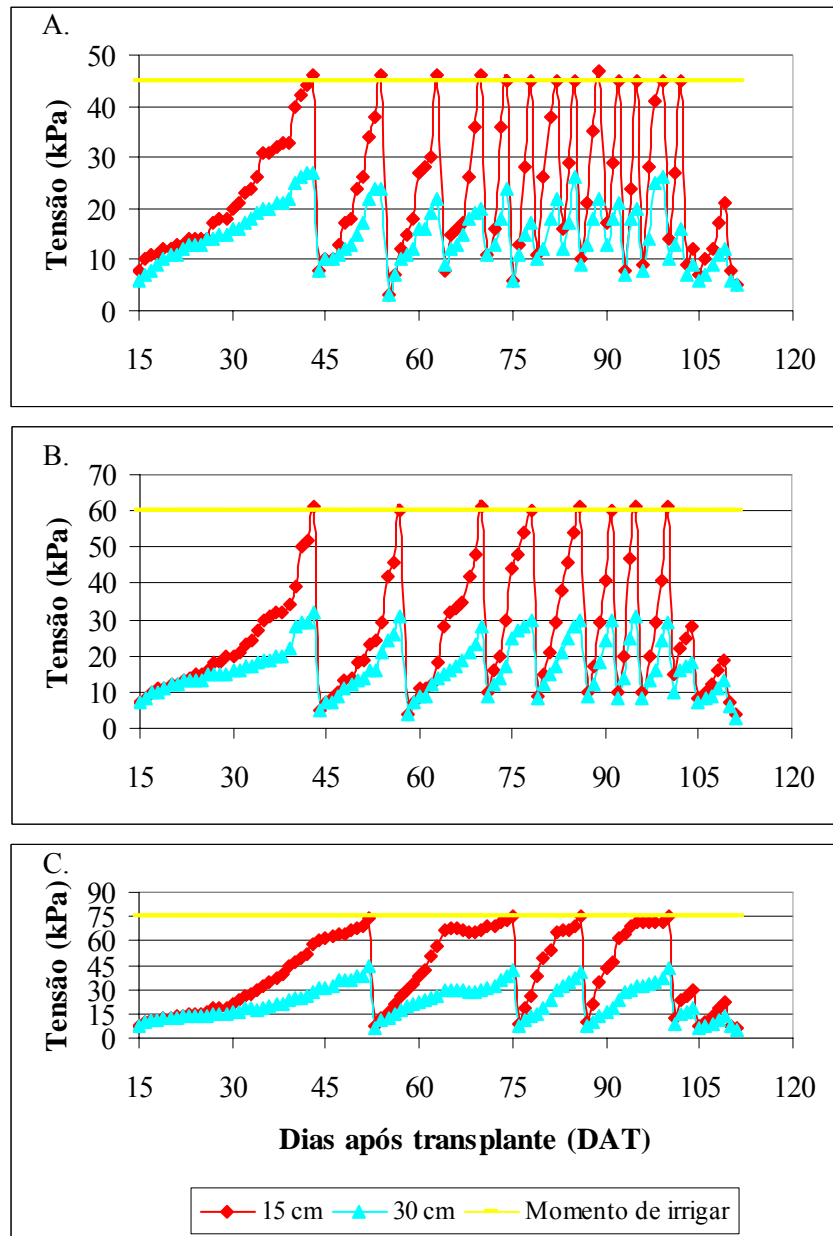 A.
Tensão (kPa)
50
40
30
20
10
0
15 30 45 60 75 90 105 120
B.
Tensão (kPa)
70
60
50
40
30
20
10
0
15 30 45 60 75 90 105 120
C.
Tensão (kPa)
90
75
60
45
30
15
0
15 30 45 60 75 90 105 120
Dias após transplante (DAT)
15 cm 30 cm Momento de irrigar